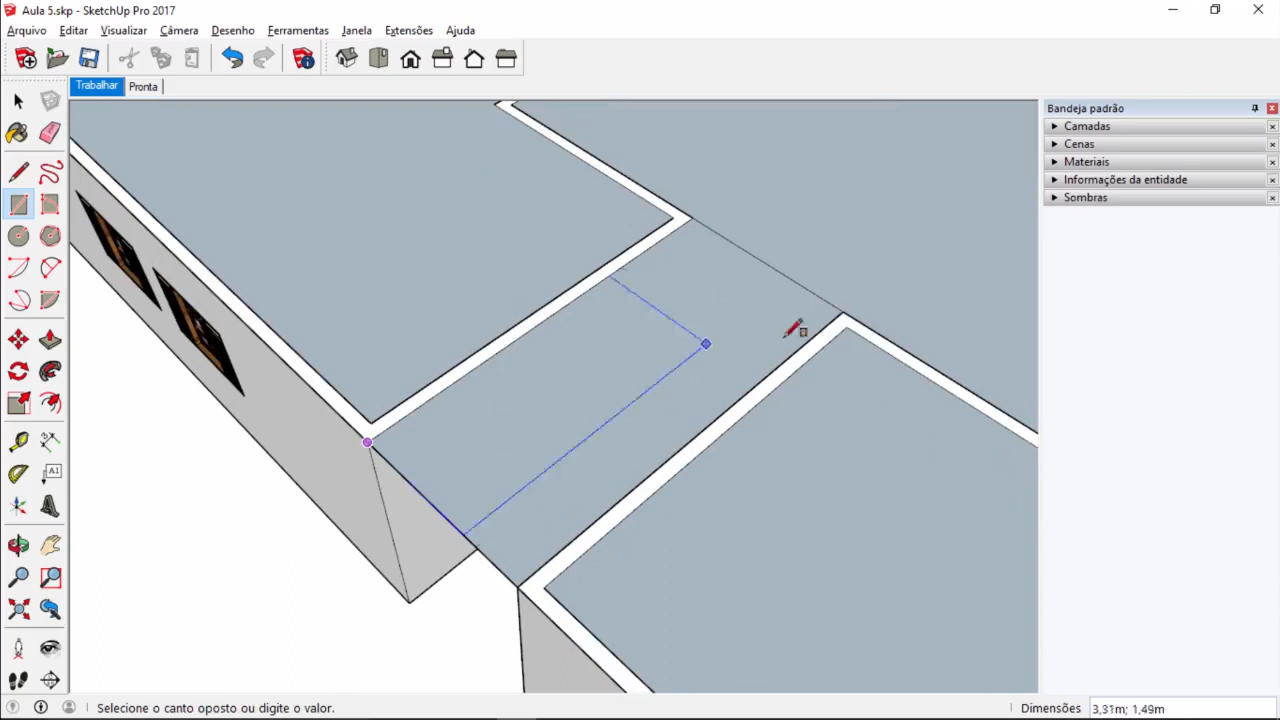 Aula 5.skp - SketchUp Pro 2017
Arquivo Editar Visualizar Câmera Desenho Ferramentas Janela Extensões Ajuda
Trabalhar Pronta
Bandeja padrão
Camadas
Cenas
Materiais
Informações da entidade
Sombras
A1
Selecione o canto oposto ou digite o valor.
Dimensões 3,31m; 1,49m